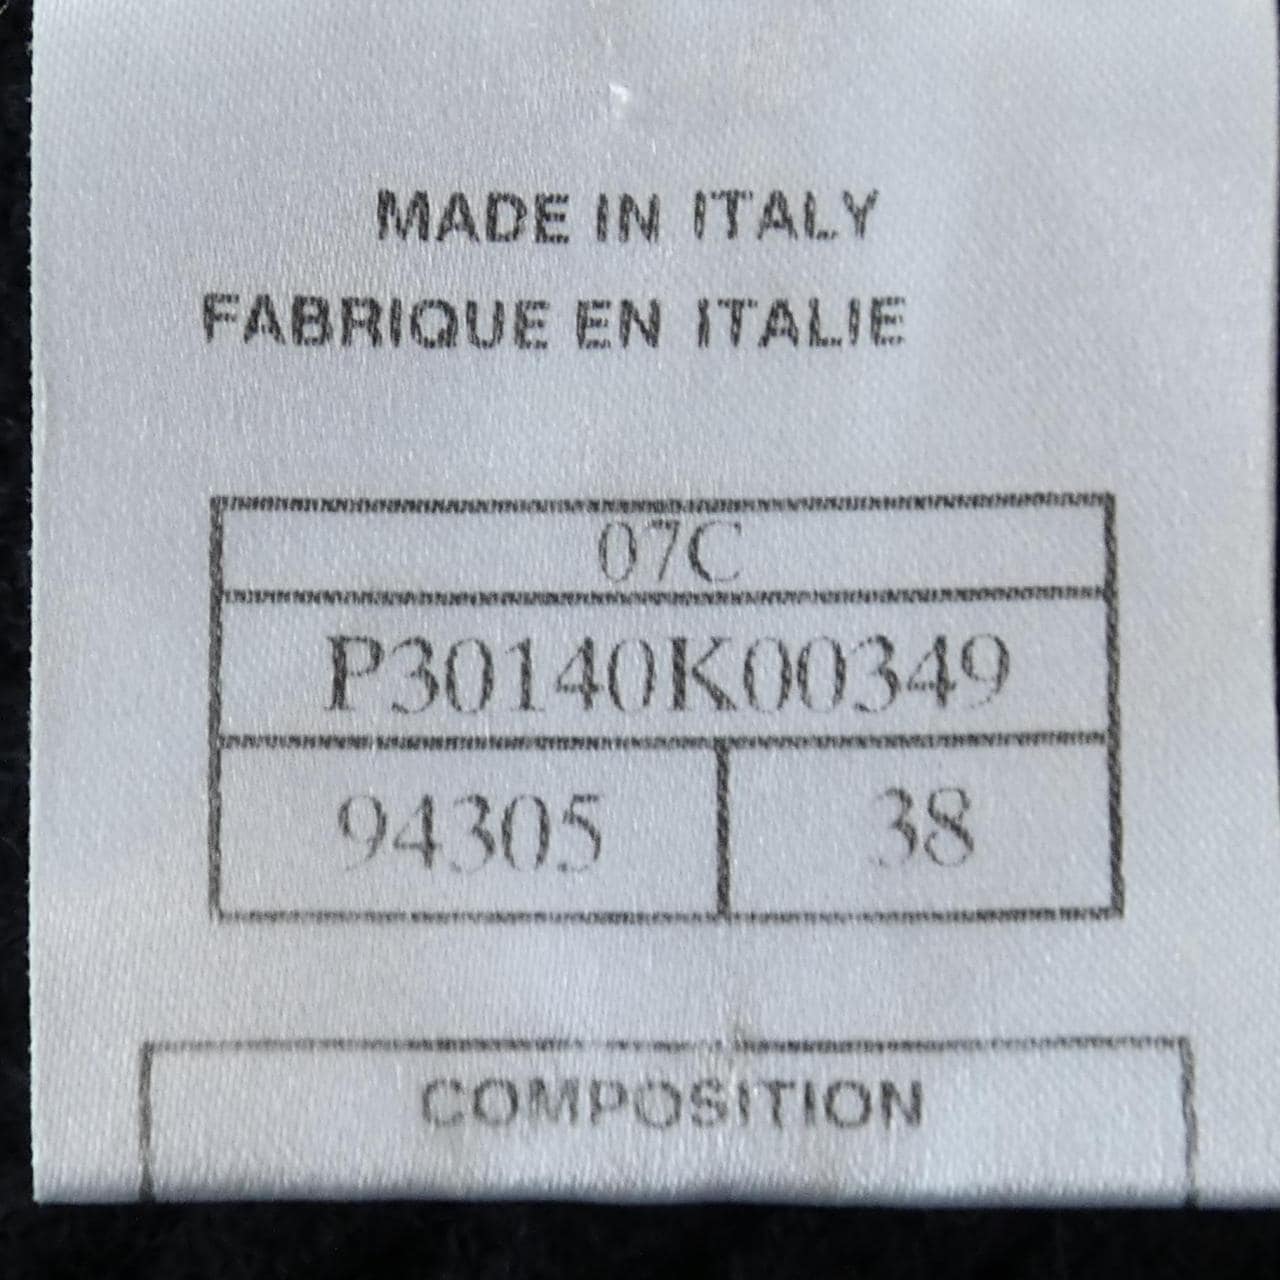 MADE IN ITALY
FABRIQUE EN ITALIE
07C
P30140K00349
94305 38
COMPOSITION